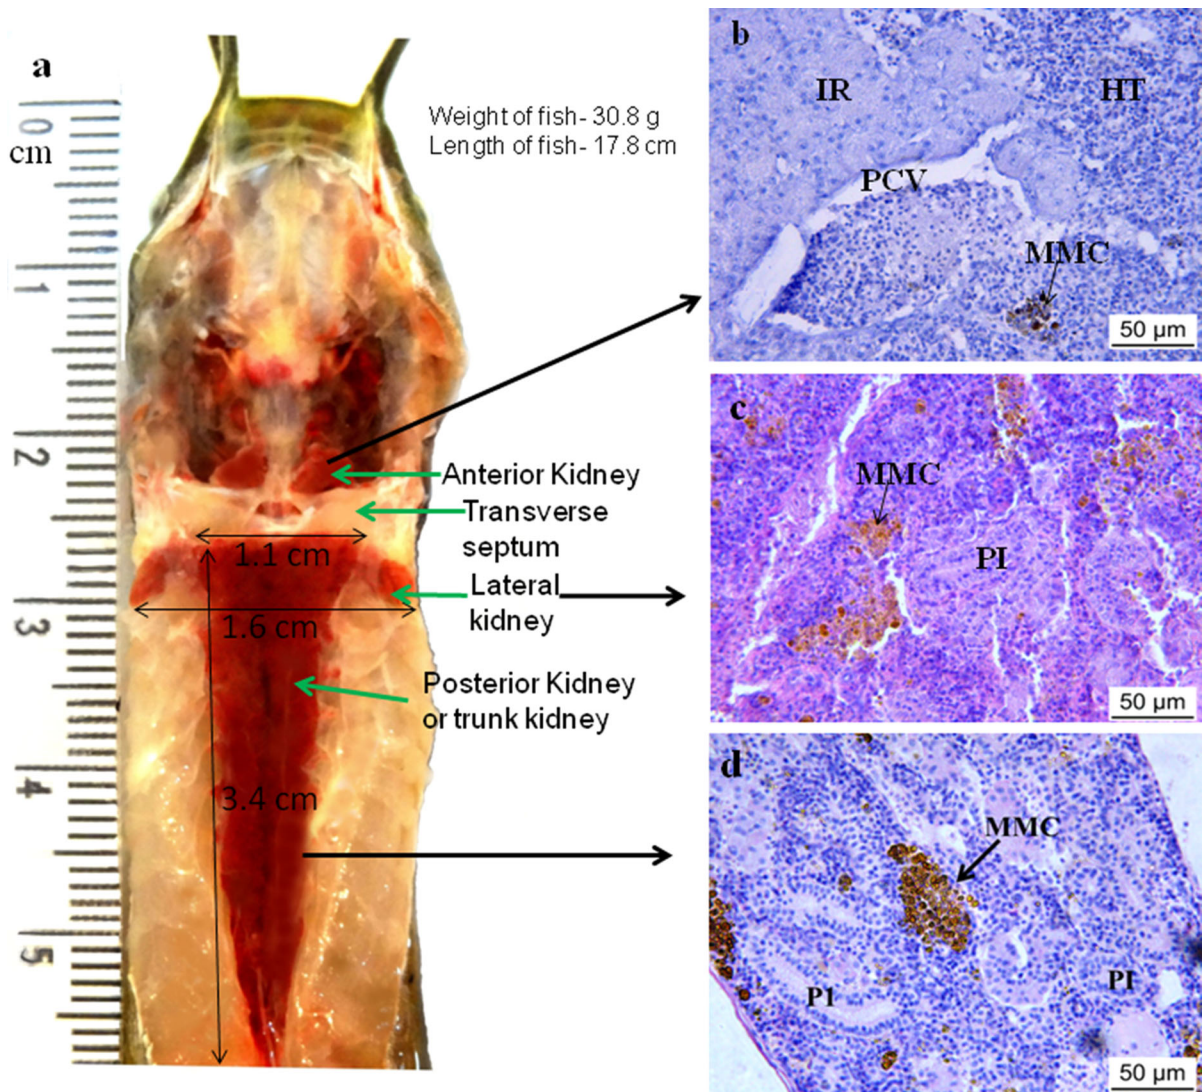 a
0
cm
1
2
3
4
5
Weight of fish- 30.8 g
Length of fish- 17.8 cm
Anterior Kidney
Transverse
septum
1.1 cm
Lateral
kidney
1.6 cm
Posterior Kidney
or trunk kidney
3.4 cm
b
IR
HT
PCV
MMC
50 µm
c
MMC
PI
50 µm
d
MMC
P1
PI
50 µm